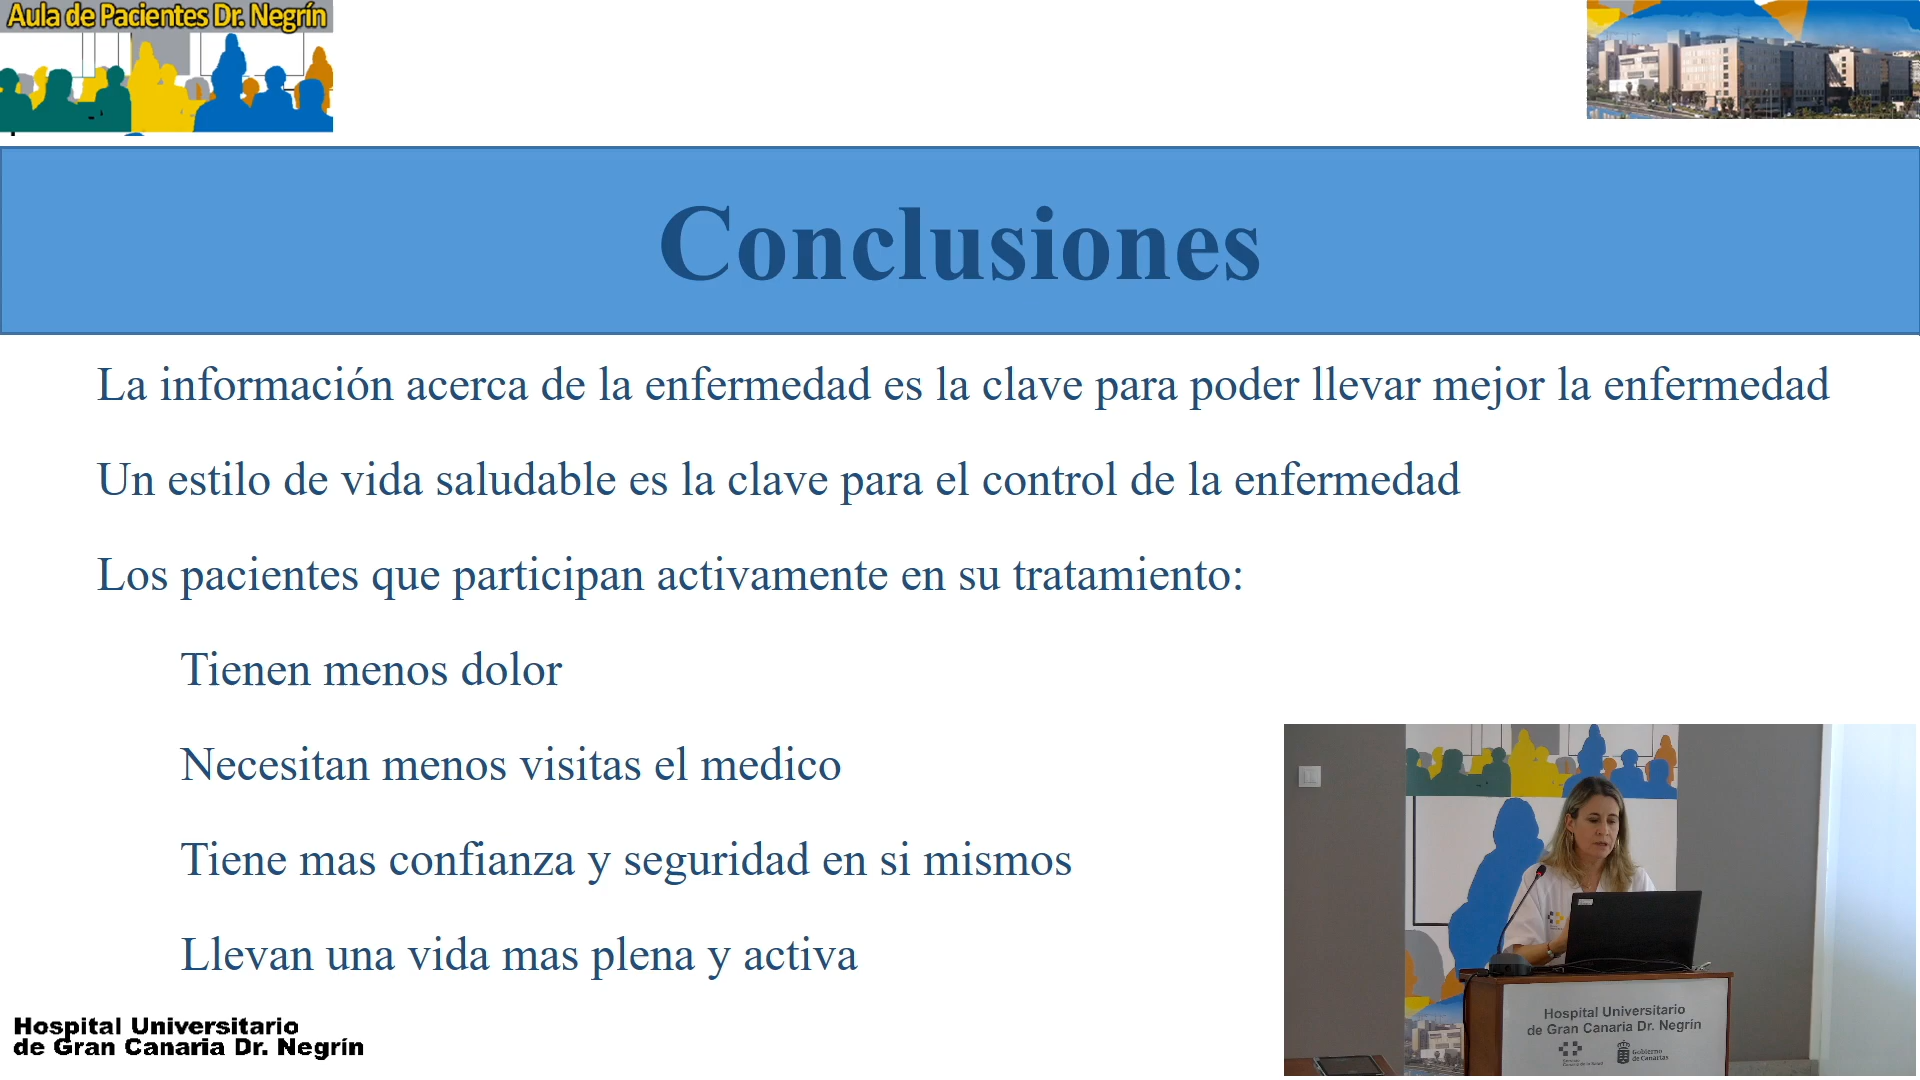 Aula de Pacientes Dr. Negrín
Conclusiones
La información acerca de la enfermedad es la clave para poder llevar mejor la enfermedad
Un estilo de vida saludable es la clave para el control de la enfermedad
Los pacientes que participan activamente en su tratamiento:
Tienen menos dolor
Necesitan menos visitas el medico
Tiene mas confianza y seguridad en si mismos
Llevan una vida mas plena y activa
Hospital Universitario
de Gran Canaria Dr. Negrín
Hospital Universitario
de Gran Canaria Dr. Negrín
Gobierno
de Canarias